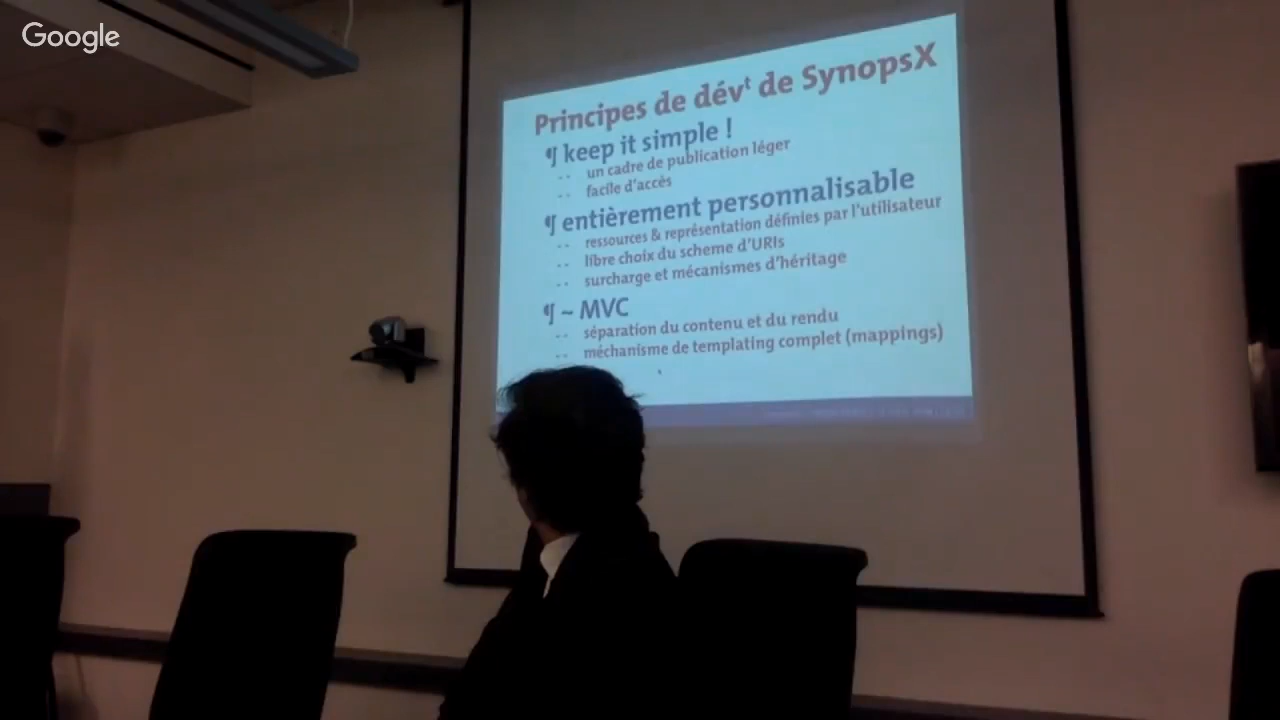 Google
Principes de dévᵗ de SynopsX
¶ keep it simple !
-- un cadre de publication léger
-- facile d'accès
¶ entièrement personnalisable
-- ressources & représentation définies par l'utilisateur
-- libre choix du scheme d'URIs
-- surcharge et mécanismes d'héritage
¶ ~ MVC
-- séparation du contenu et du rendu
-- méchanisme de templating complet (mappings)